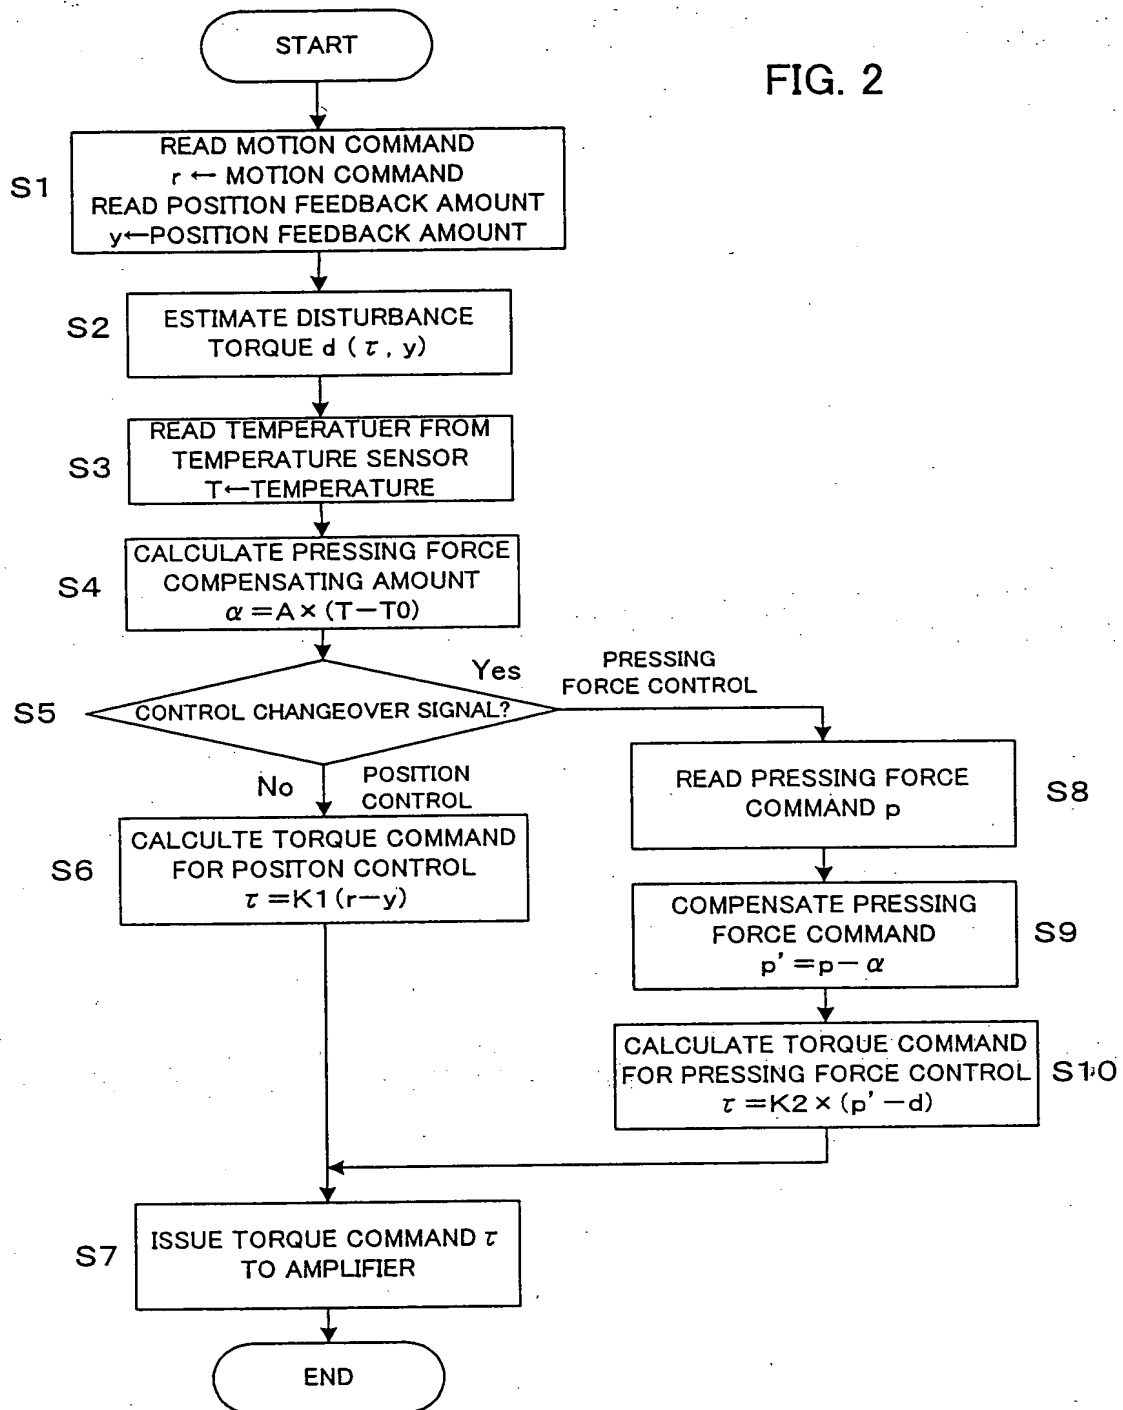 START
FIG. 2
S1
READ MOTION COMMAND
r ← MOTION COMMAND
READ POSITION FEEDBACK AMOUNT
y←POSITION FEEDBACK AMOUNT
S2
ESTIMATE DISTURBANCE
TORQUE d (τ, y)
S3
READ TEMPERATUER FROM
TEMPERATURE SENSOR
T←TEMPERATURE
S4
CALCULATE PRESSING FORCE
COMPENSATING AMOUNT
α=A×(T−T0)
S5
CONTROL CHANGEOVER SIGNAL?
Yes
PRESSING
FORCE CONTROL
No
POSITION
CONTROL
S6
CALCULTE TORQUE COMMAND
FOR POSITON CONTROL
τ=K1(r−y)
READ PRESSING FORCE
COMMAND p
S8
COMPENSATE PRESSING
FORCE COMMAND
p'=p−α
S9
CALCULATE TORQUE COMMAND
FOR PRESSING FORCE CONTROL
τ=K2×(p'−d)
S10
S7
ISSUE TORQUE COMMAND τ
TO AMPLIFIER
END